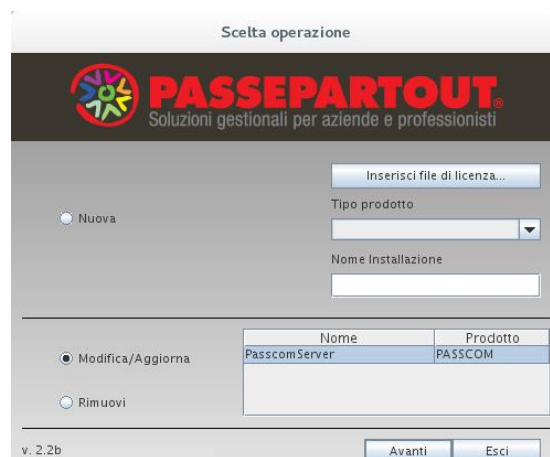 Scelta operazione
PASSEPARTOUT®
Soluzioni gestionali per aziende e professionisti
Inserisci file di licenza...
Tipo prodotto
Nuova
Nome Installazione
Nome Prodotto
PasscomServer PASSCOM
Modifica/Aggiorna
Rimuovi
v. 2.2b
Avanti Esci